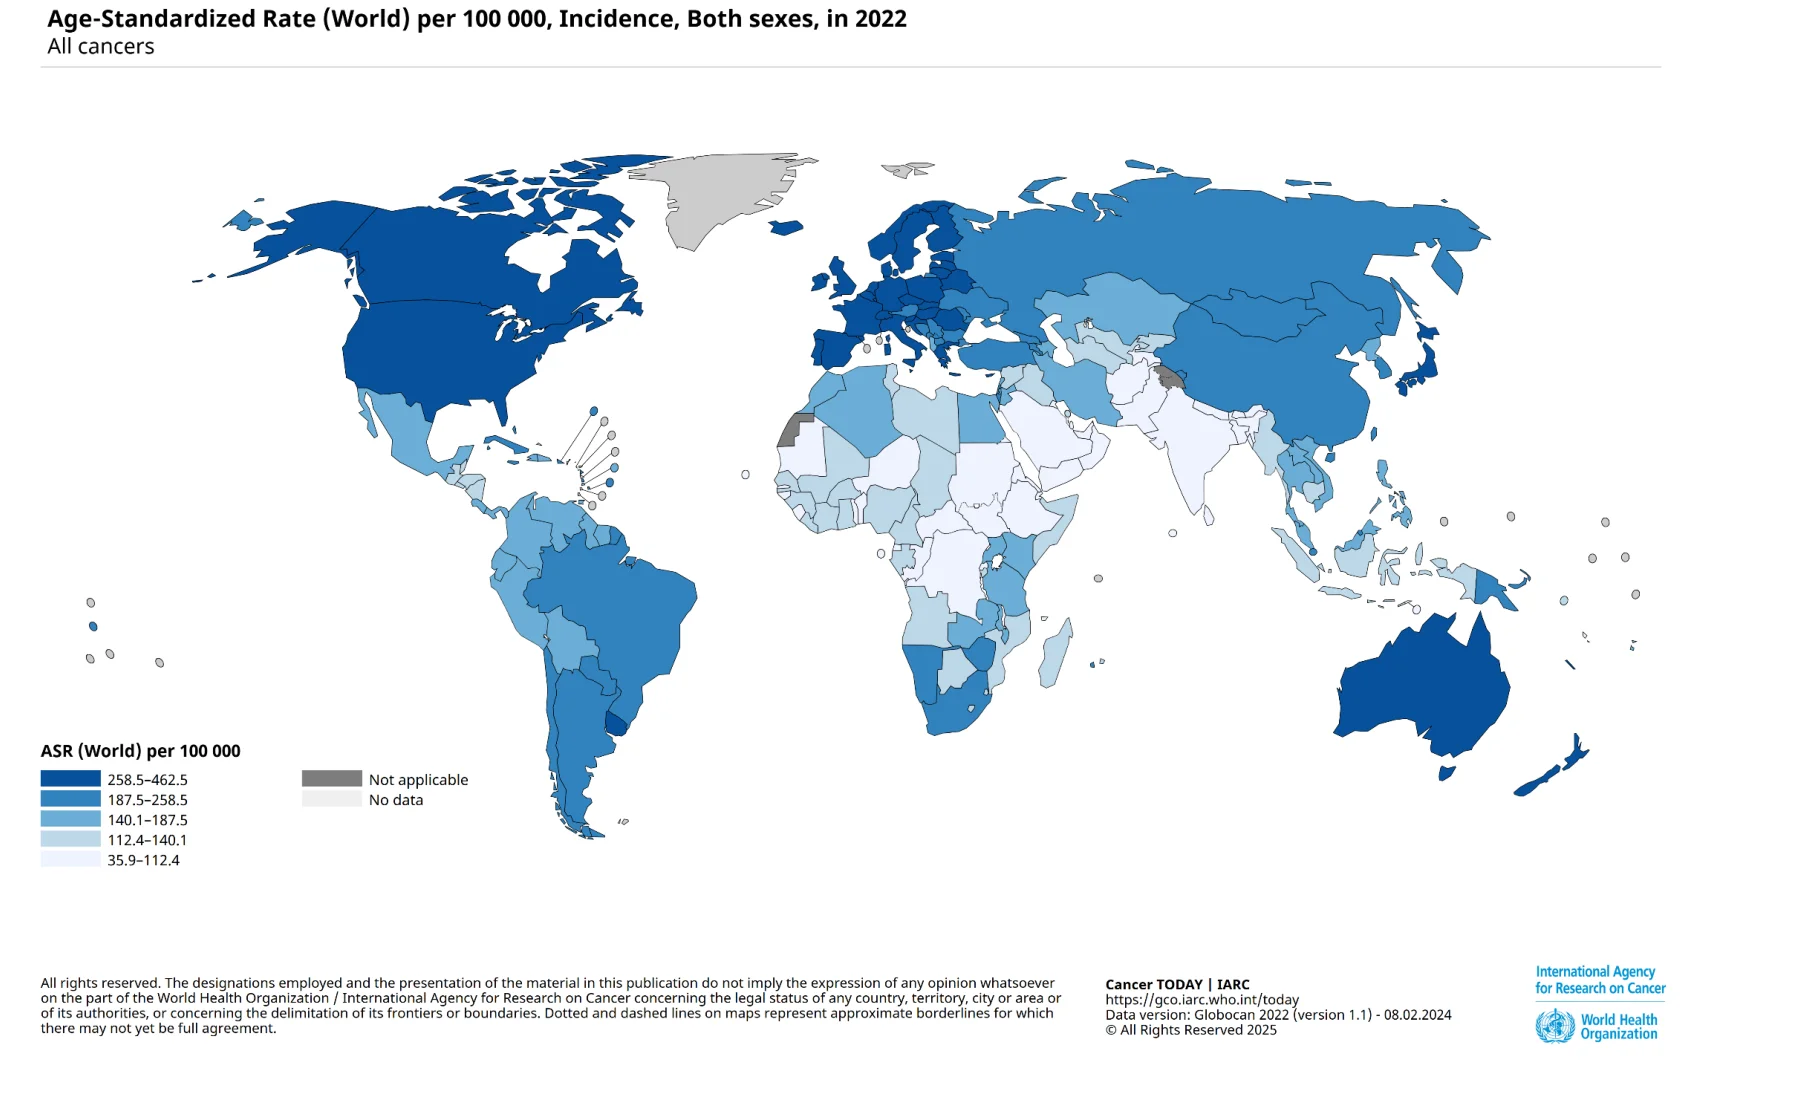 Age-Standardized Rate (World) per 100 000, Incidence, Both sexes, in 2022
All cancers
ASR (World) per 100 000
258.5–462.5
187.5–258.5
140.1–187.5
112.4–140.1
35.9–112.4
Not applicable
No data
All rights reserved. The designations employed and the presentation of the material in this publication do not imply the expression of any opinion whatsoever
on the part of the World Health Organization / International Agency for Research on Cancer concerning the legal status of any country, territory, city or area or
of its authorities, or concerning the delimitation of its frontiers or boundaries. Dotted and dashed lines on maps represent approximate borderlines for which
there may not yet be full agreement.
Cancer TODAY | IARC
https://gco.iarc.who.int/today
Data version: Globocan 2022 (version 1.1) - 08.02.2024
© All Rights Reserved 2025
International Agency
for Research on Cancer
World Health
Organization